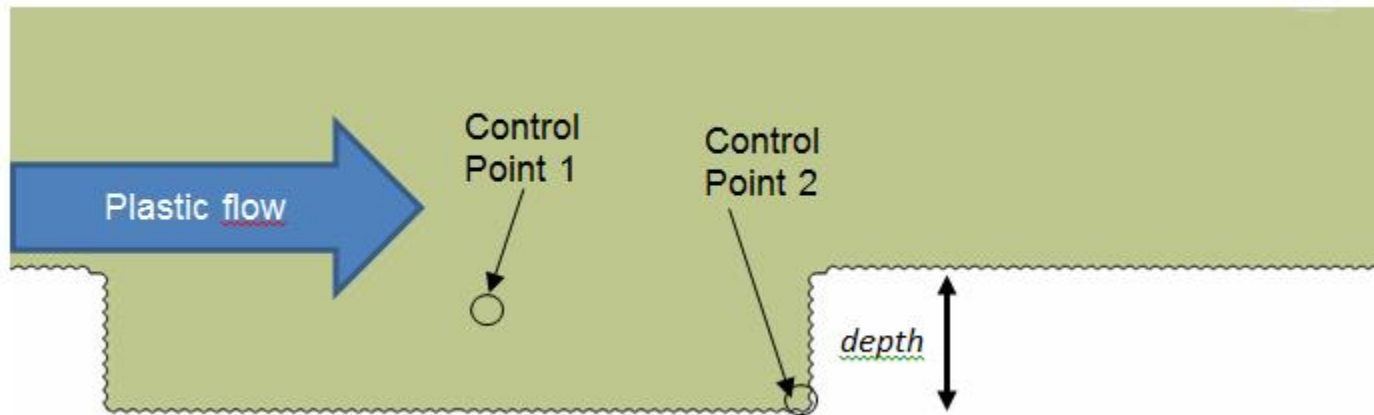 Control
Point 1
Control
Point 2
Plastic flow
depth